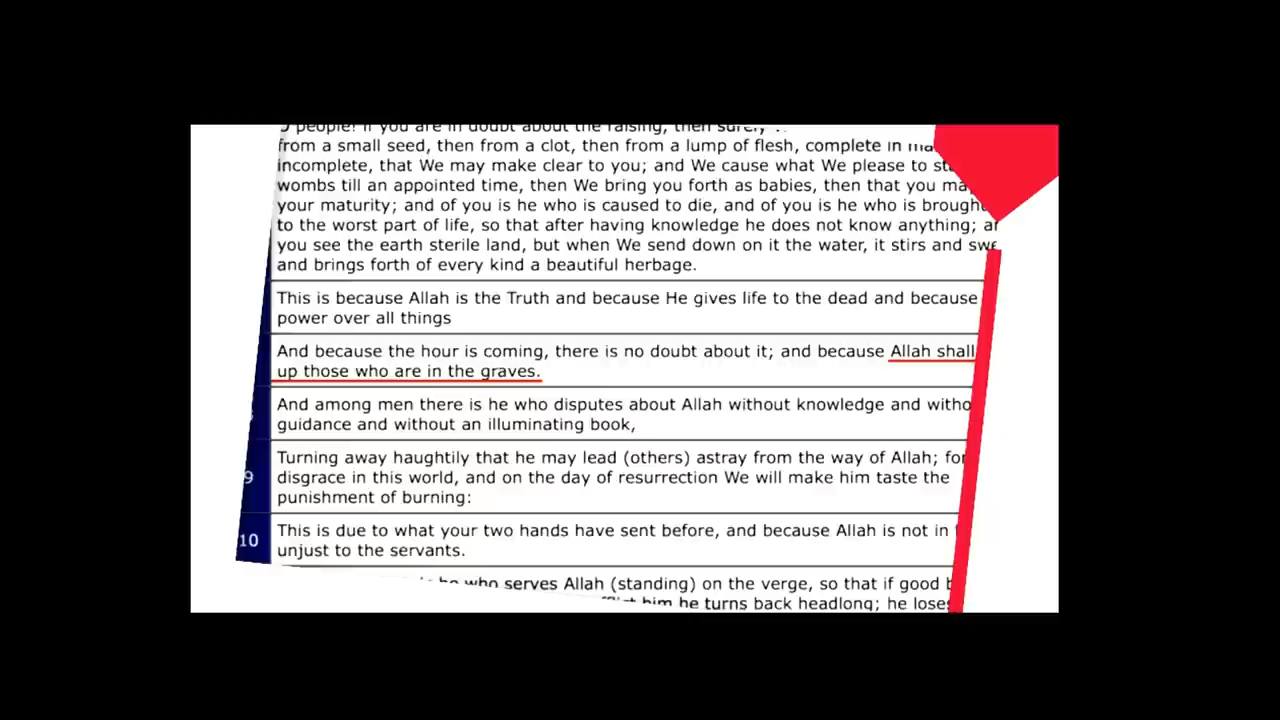 people! if you are in doubt about the raising, then surely
from a small seed, then from a clot, then from a lump of flesh, complete in
incomplete, that We may make clear to you; and We cause what We please to
wombs till an appointed time, then We bring you forth as babies, then that you
your maturity; and of you is he who is caused to die, and of you is he who is brought
to the worst part of life, so that after having knowledge he does not know anything;
you see the earth sterile land, but when We send down on it the water, it stirs and
and brings forth of every kind a beautiful herbage.
This is because Allah is the Truth and because He gives life to the dead and because
power over all things
And because the hour is coming, there is no doubt about it; and because Allah shall
up those who are in the graves.
And among men there is he who disputes about Allah without knowledge and
guidance and without an illuminating book,
Turning away haughtily that he may lead (others) astray from the way of Allah; for
9 disgrace in this world, and on the day of resurrection We will make him taste the
punishment of burning:
This is due to what your two hands have sent before, and because Allah is not in
10 unjust to the servants.
he who serves Allah (standing) on the verge, so that if good
him he turns back headlong; he loses